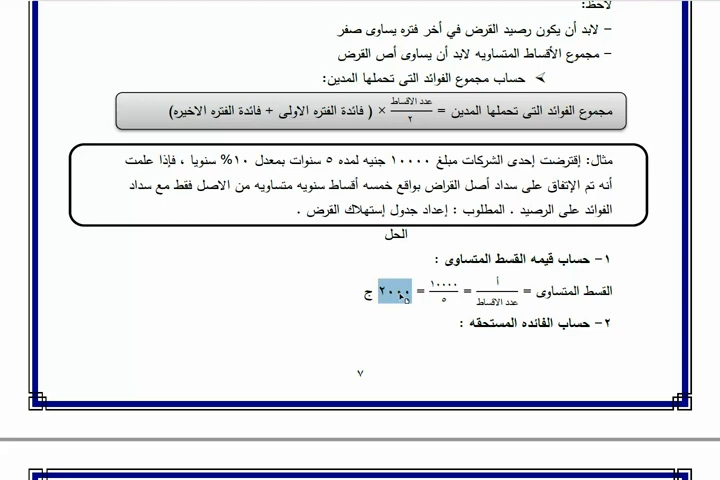 لاحظ:
– لابد أن يكون رصيد القرض في أخر فتره يساوى صفر
– مجموع الأقساط المتساويه لابد أن يساوى أص القرض
➢ حساب مجموع الفوائد التى تحملها المدين:
مجموع الفوائد التى تحملها المدين = عدد الاقساط / ٢ × ( فائدة الفتره الاولى + فائدة الفتره الاخيره)
مثال: إقترضت إحدى الشركات مبلغ ١٠٠٠٠ جنيه لمده ٥ سنوات بمعدل ١٠% سنويا ، فإذا علمت
أنه تم الإتفاق على سداد أصل القراض بواقع خمسه أقساط سنويه متساويه من الاصل فقط مع سداد
الفوائد على الرصيد . المطلوب : إعداد جدول إستهلاك القرض .
الحل
١– حساب قيمه القسط المتساوى :
القسط المتساوى = أ / عدد الاقساط = ١٠٠٠٠ / ٥ = ٢٠٠٠ ج
٢– حساب الفائده المستحقه :
٧